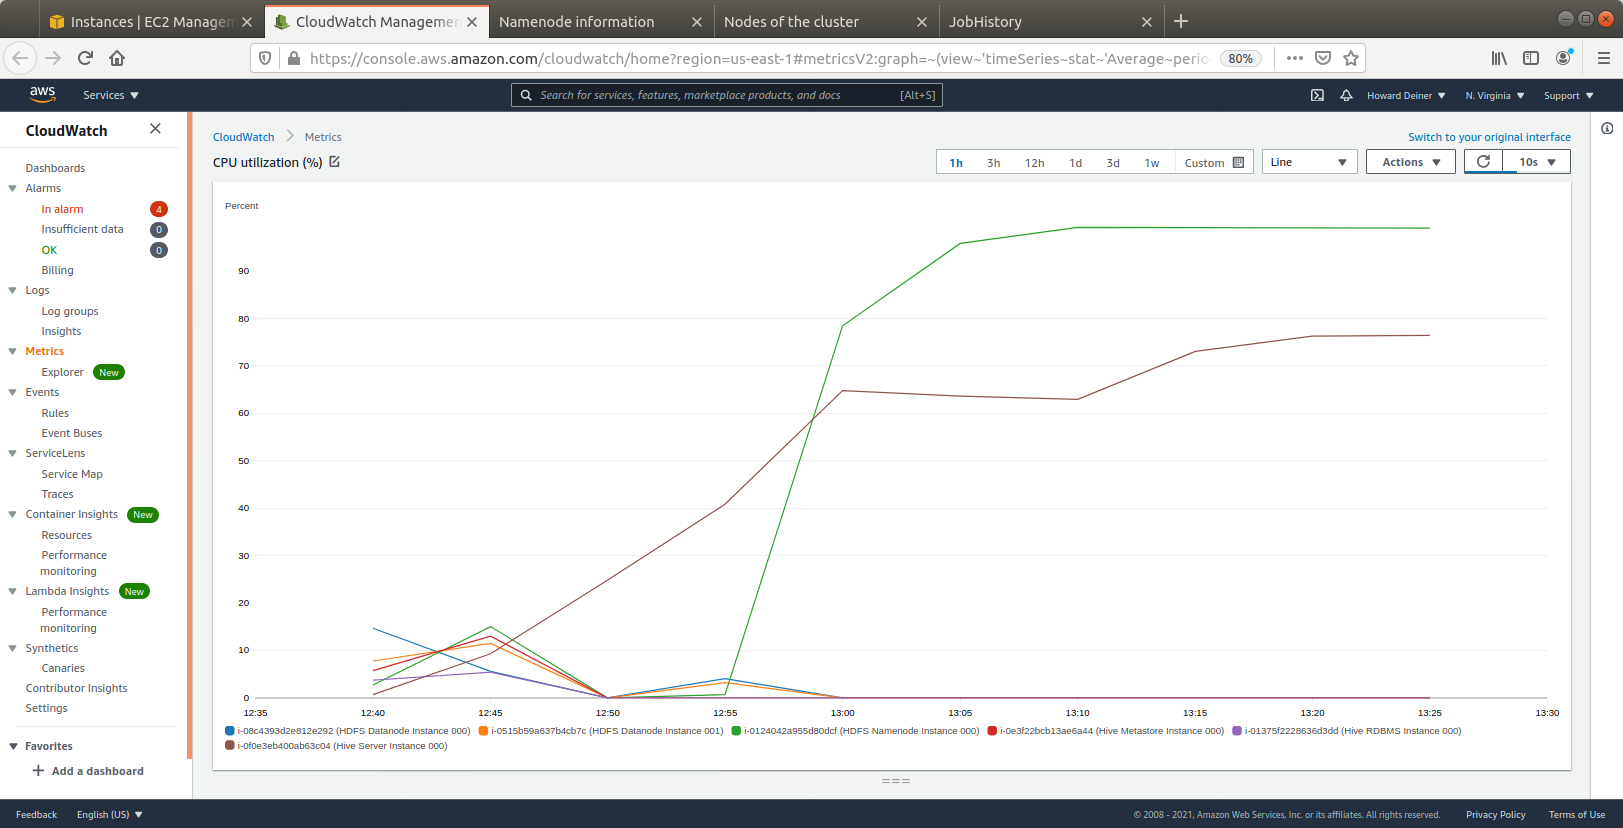 Instances | EC2 Managem
CloudWatch Managemen
Namenode information
Nodes of the cluster
JobHistory
https://console.aws.amazon.com/cloudwatch/home?region=us-east-1#metricsV2:graph=~(view~'timeSeries~stat~'Average~perio
80%
aws
Services
Search for services, features, marketplace products, and docs
[Alt+S]
Howard Deiner
N. Virginia
Support
CloudWatch
Dashboards
Alarms
In alarm 4
Insufficient data 0
OK 0
Billing
Logs
Log groups
Insights
Metrics
Explorer New
Events
Rules
Event Buses
ServiceLens
Service Map
Traces
Container Insights New
Resources
Performance
monitoring
Lambda Insights New
Performance
monitoring
Synthetics
Canaries
Contributor Insights
Settings
Favorites
Add a dashboard
CloudWatch Metrics
Switch to your original interface
CPU utilization (%)
1h 3h 12h 1d 3d 1w Custom
Line
Actions
10s
Percent
90
80
70
60
50
40
30
20
10
0
12:35 12:40 12:45 12:50 12:55 13:00 13:05 13:10 13:15 13:20 13:25 13:30
i-08c4393d2e812e292 (HDFS Datanode Instance 000) i-0515b59a637b4cb7c (HDFS Datanode Instance 001) i-0124042a955d80dcf (HDFS Namenode Instance 000) i-0e3f22bcb13ae6a44 (Hive Metastore Instance 000) i-01375f2228636d3dd (Hive RDBMS Instance 000)
i-0f0e3eb400ab63c04 (Hive Server Instance 000)
Feedback English (US)
© 2008 - 2021, Amazon Web Services, Inc. or its affiliates. All rights reserved. Privacy Policy Terms of Use